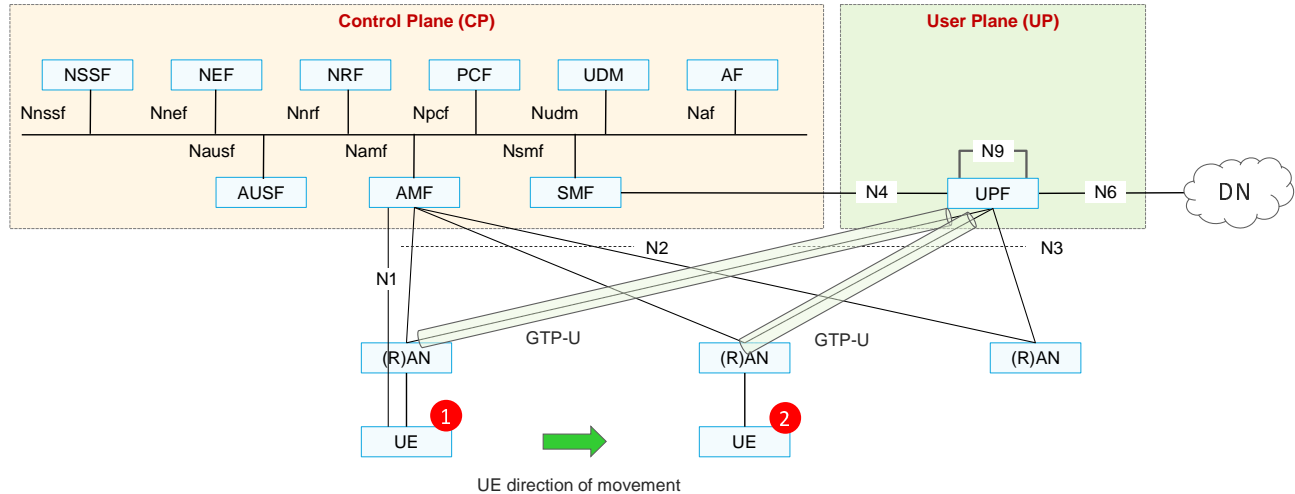 Control Plane (CP)
User Plane (UP)
NSSF
NEF
NRF
PCF
UDM
AF
Nnssf
Nnef
Nnrf
Npcf
Nudm
Naf
Nausf
Namf
Nsmf
N9
AUSF
AMF
SMF
N4
UPF
N6
DN
N2
N3
N1
GTP-U
GTP-U
(R)AN
(R)AN
(R)AN
1
2
UE
UE
UE direction of movement